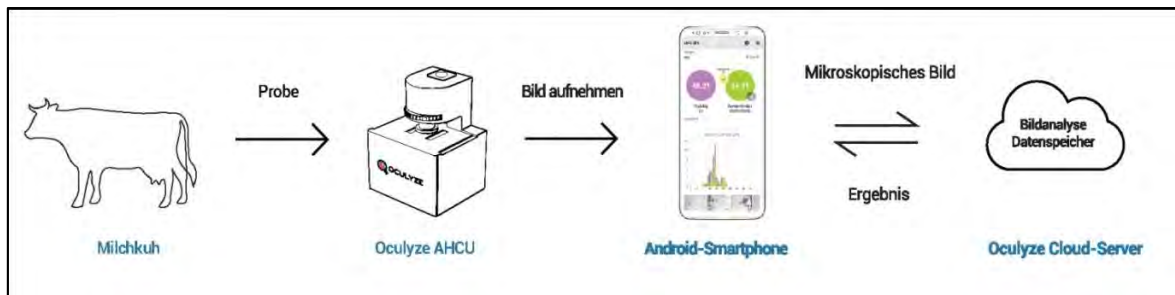 Probe
Bild aufnehmen
Mikroskopisches Bild
Ergebnis
OCULYZE
Bildanalyse
Datenspeicher
Milchkuh
Oculyze AHCU
Android-Smartphone
Oculyze Cloud-Server